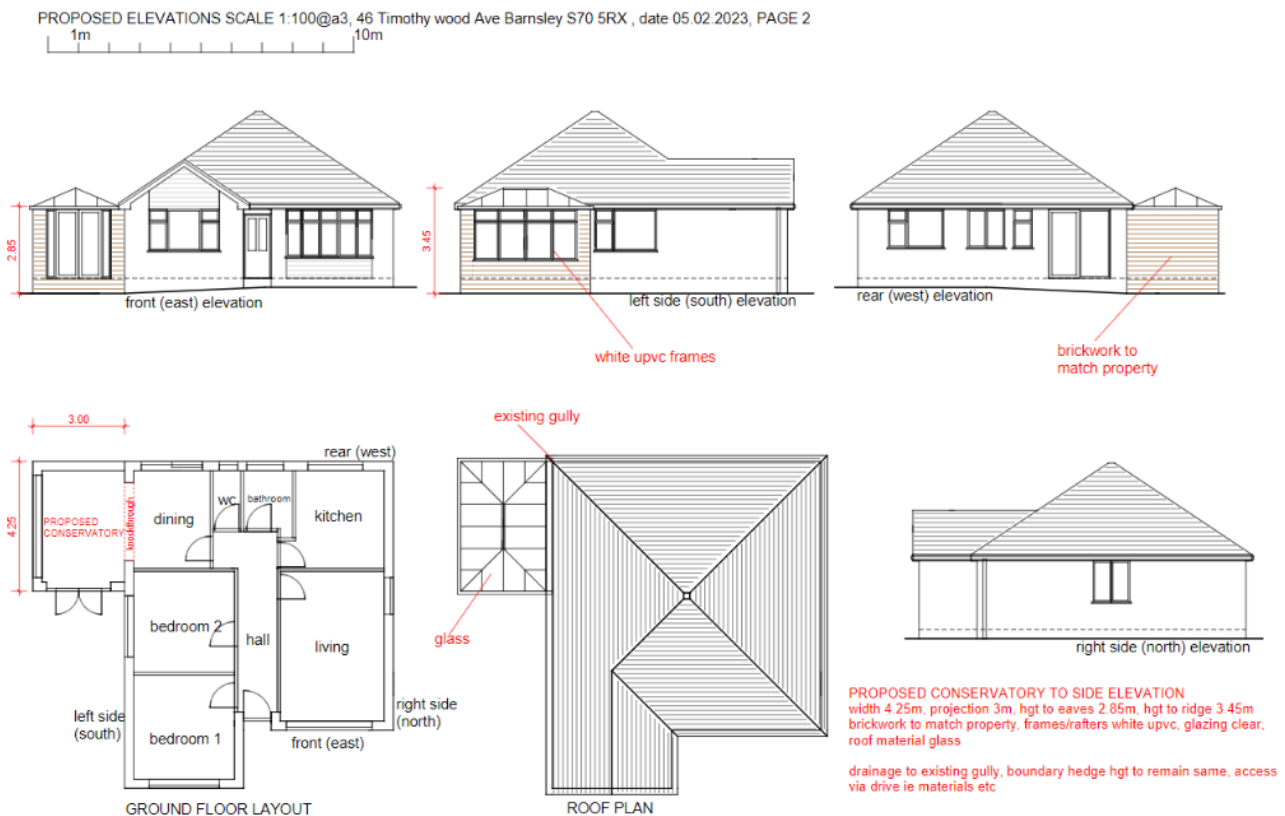 PROPOSED ELEVATIONS SCALE 1:100@a3, 46 Timothy wood Ave Barnsley S70 5RX , date 05.02.2023, PAGE 2
1m
10m
2.85
front (east) elevation
3.45
left side (south) elevation
white upvc frames
rear (west) elevation
brickwork to
match property
3.00
4.25
rear (west)
PROPOSED
CONSERVATORY
knockthrough
dining
wc
bathroom
kitchen
bedroom 2
hall
living
bedroom 1
left side
(south)
right side
(north)
front (east)
GROUND FLOOR LAYOUT
existing gully
glass
ROOF PLAN
right side (north) elevation
PROPOSED CONSERVATORY TO SIDE ELEVATION
width 4.25m, projection 3m, hgt to eaves 2.85m, hgt to ridge 3.45m
brickwork to match property, frames/rafters white upvc, glazing clear,
roof material glass
drainage to existing gully, boundary hedge hgt to remain same, access
via drive ie materials etc